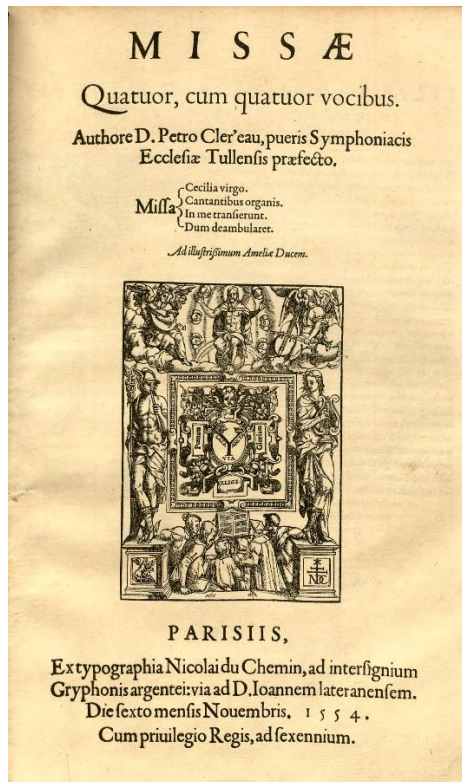 MISSÆ
Quatuor, cum quatuor vocibus.
Authore D. Petro Cler'eau, pueris Symphoniacis
Ecclesiæ Tullensis præfecto.
Missa
Cecilia virgo.
Cantantibus organis.
In me transierunt.
Dum deambularet.
Ad illustrissimum Ameliæ Ducem.
VIA
ELIGE
PARISIIS,
Ex typographia Nicolai du Chemin, ad intersignium
Gryphonis argentei: via ad D. Ioannem lateranensem.
Die sexto mensis Nouembris. 1554.
Cum priuilegio Regis, ad sexennium.